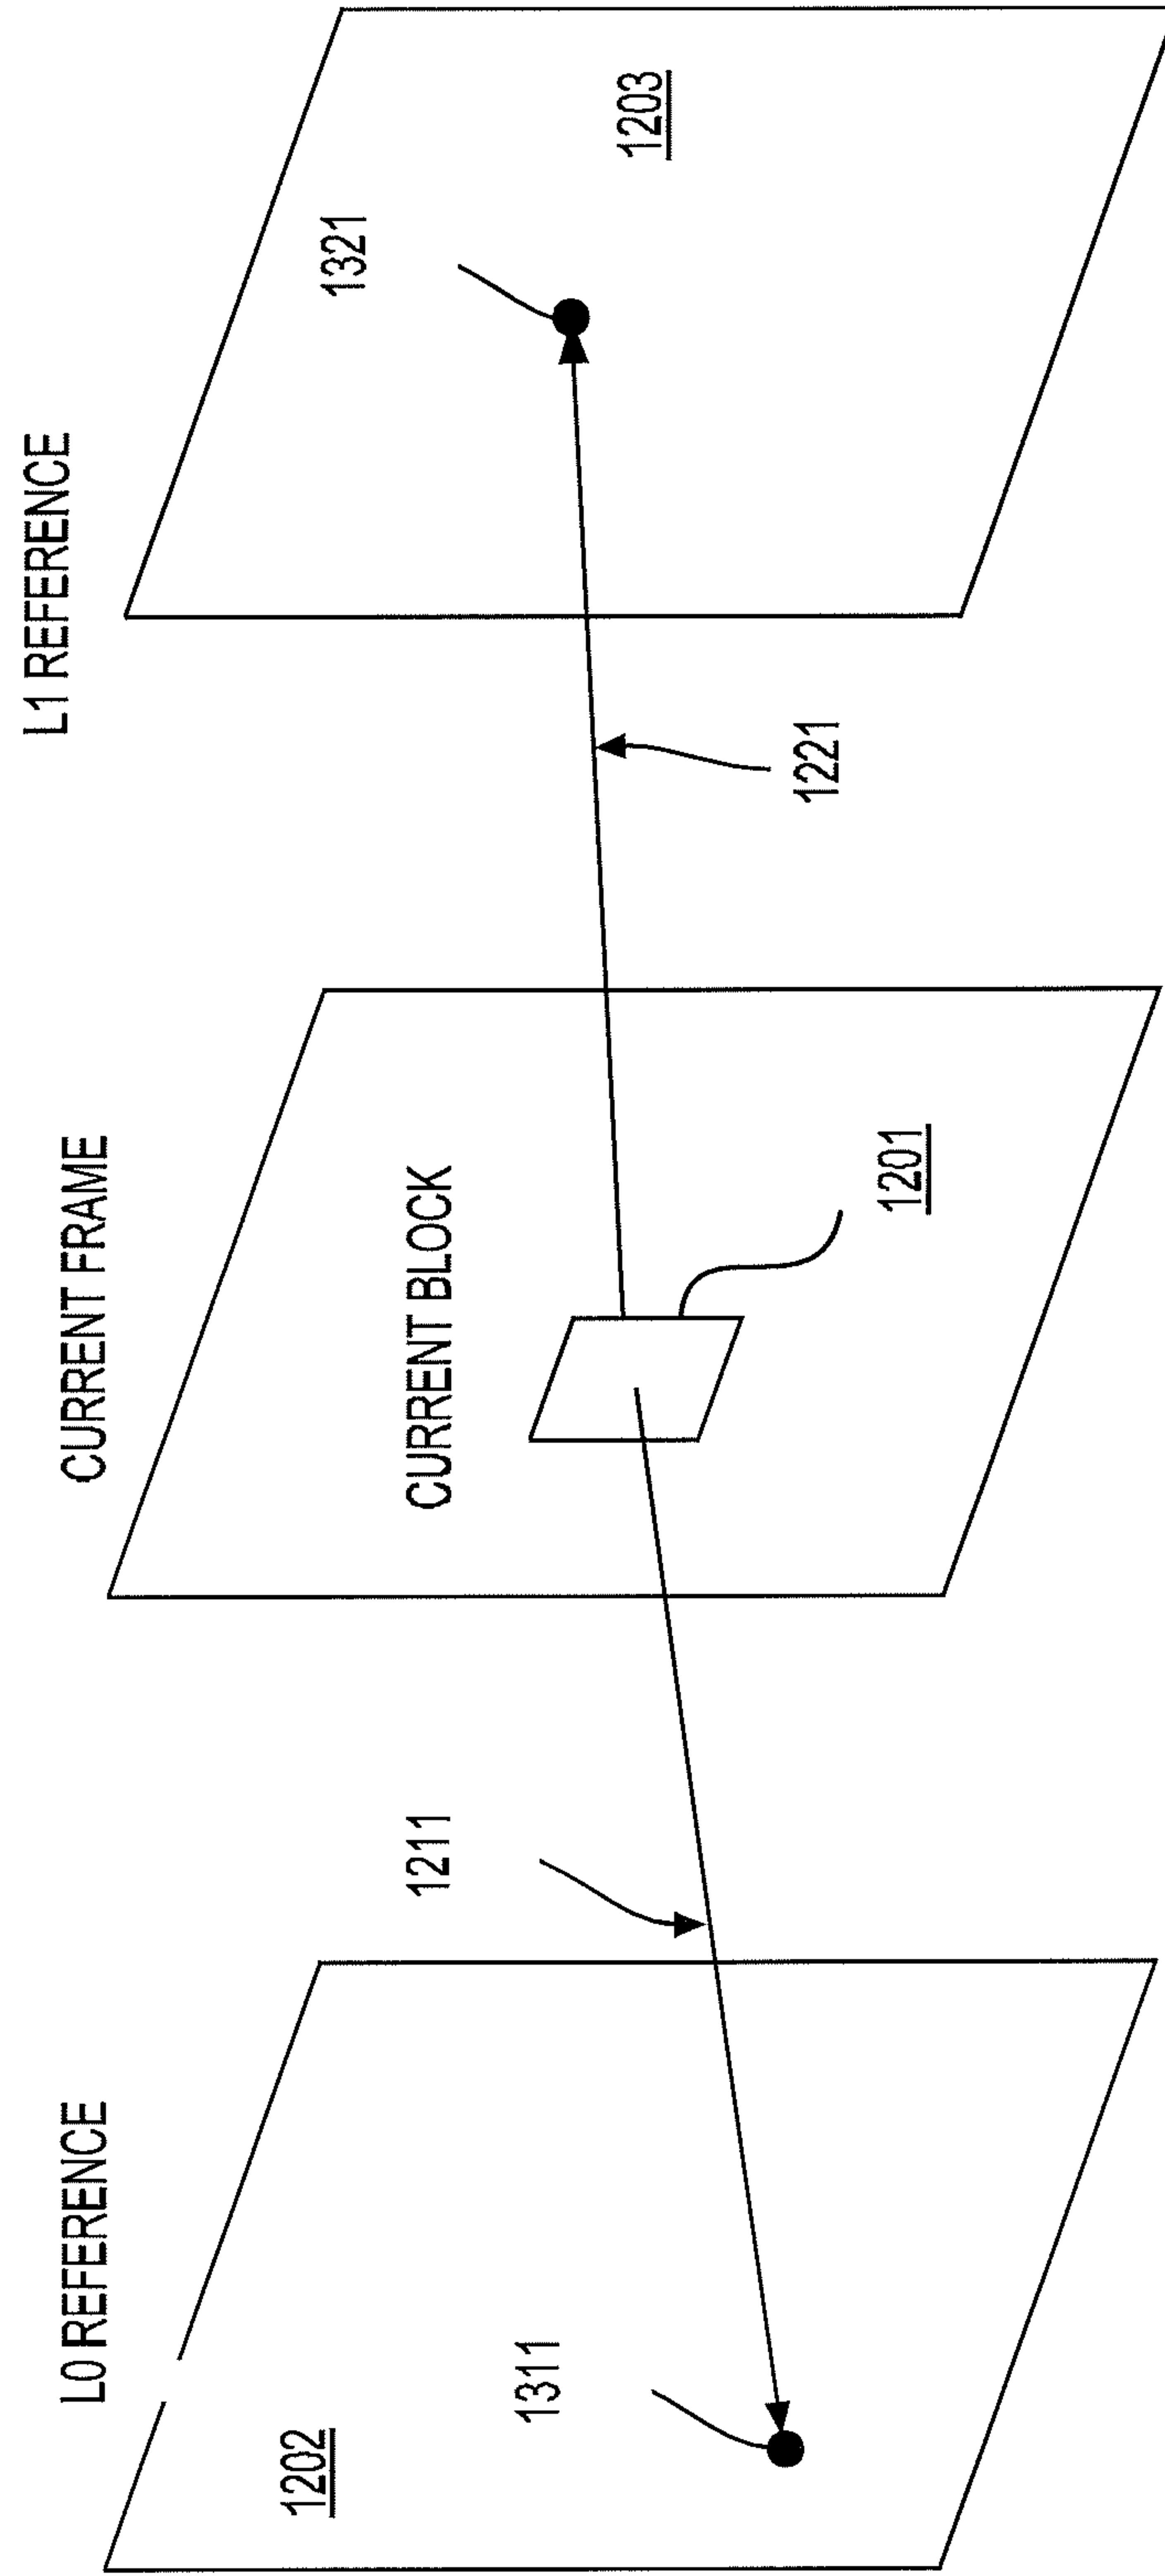 L0 REFERENCE
CURRENT FRAME
L1 REFERENCE
1202
1311
1211
CURRENT BLOCK
1201
1221
1321
1203